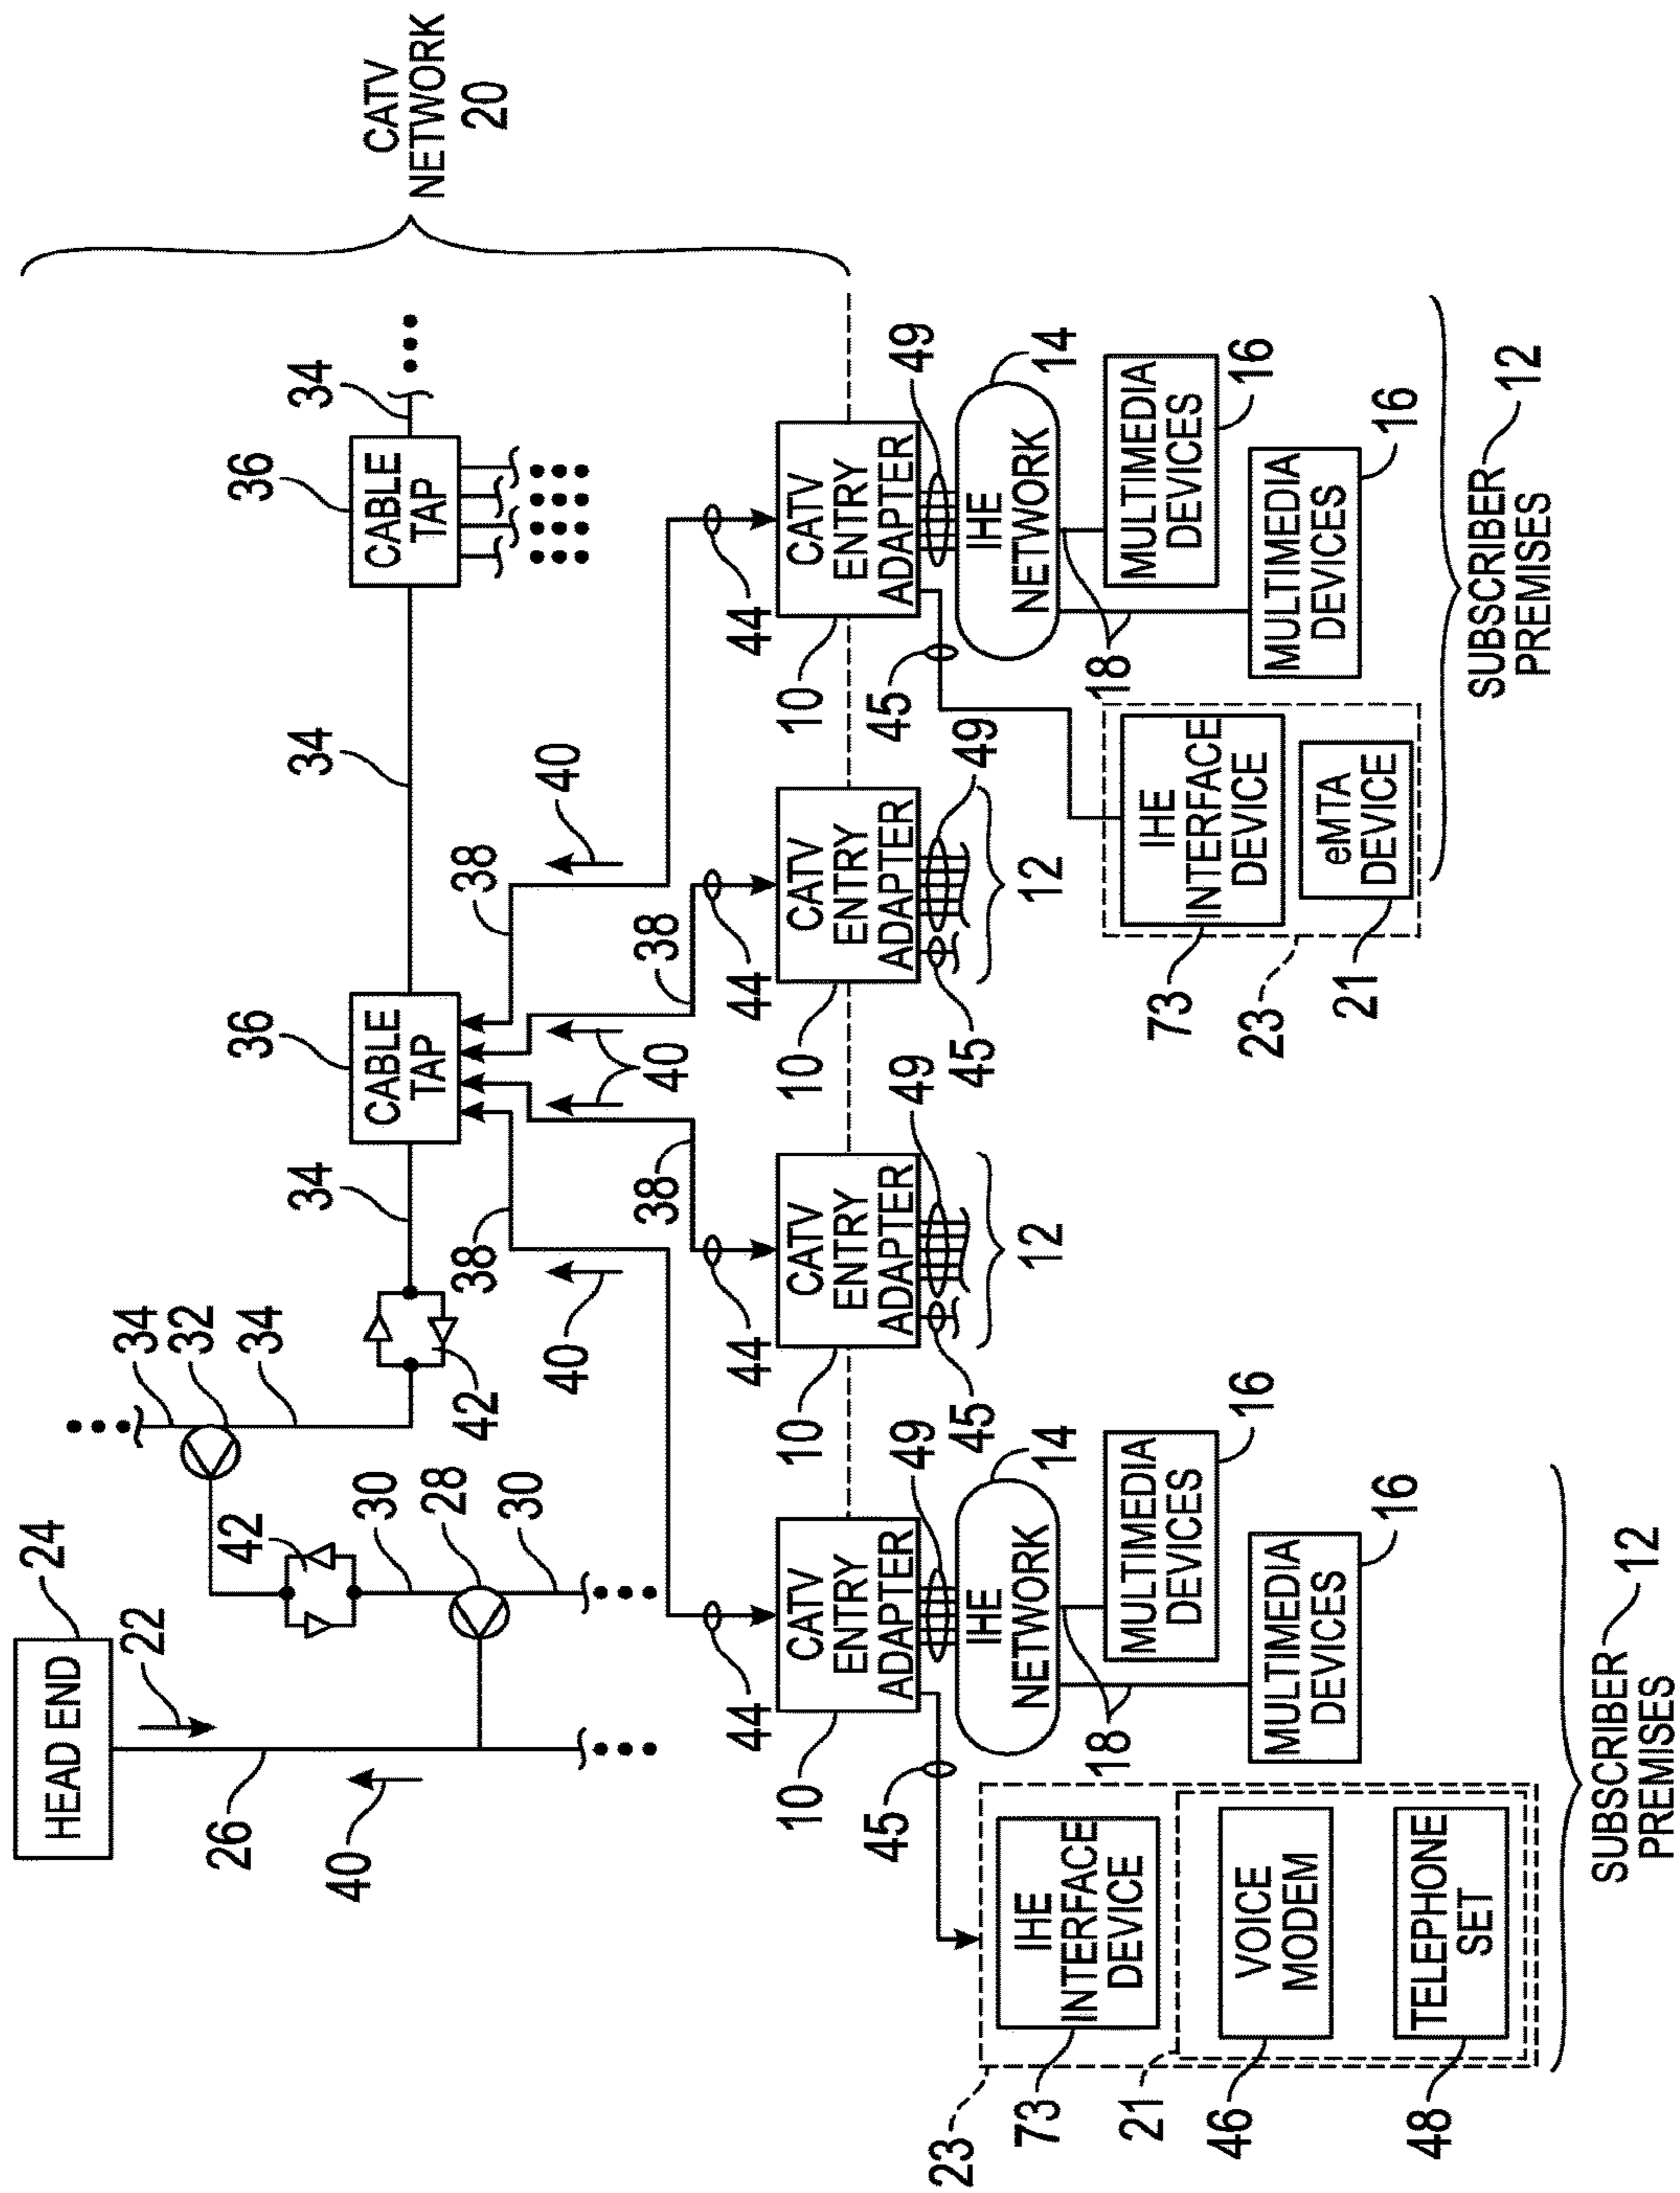 HEAD END
24
22
26
40
42
30
28
30
34
32
34
42
34
CABLE
TAP
36
34
CABLE
TAP
36
34
CATV
NETWORK
20
38
38
38
38
40
40
40
44
44
44
44
CATV
ENTRY
ADAPTER
10
CATV
ENTRY
ADAPTER
10
CATV
ENTRY
ADAPTER
10
CATV
ENTRY
ADAPTER
10
45
49
45
49
45
49
45
49
12
12
IHE
NETWORK
14
18
MULTIMEDIA
DEVICES
16
MULTIMEDIA
DEVICES
16
IHE
INTERFACE
DEVICE
23
73
21
VOICE
MODEM
46
TELEPHONE
SET
48
SUBSCRIBER 12
PREMISES
IHE
NETWORK
14
18
MULTIMEDIA
DEVICES
16
MULTIMEDIA
DEVICES
16
IHE
INTERFACE
DEVICE
73
23
eMTA
DEVICE
21
SUBSCRIBER 12
PREMISES